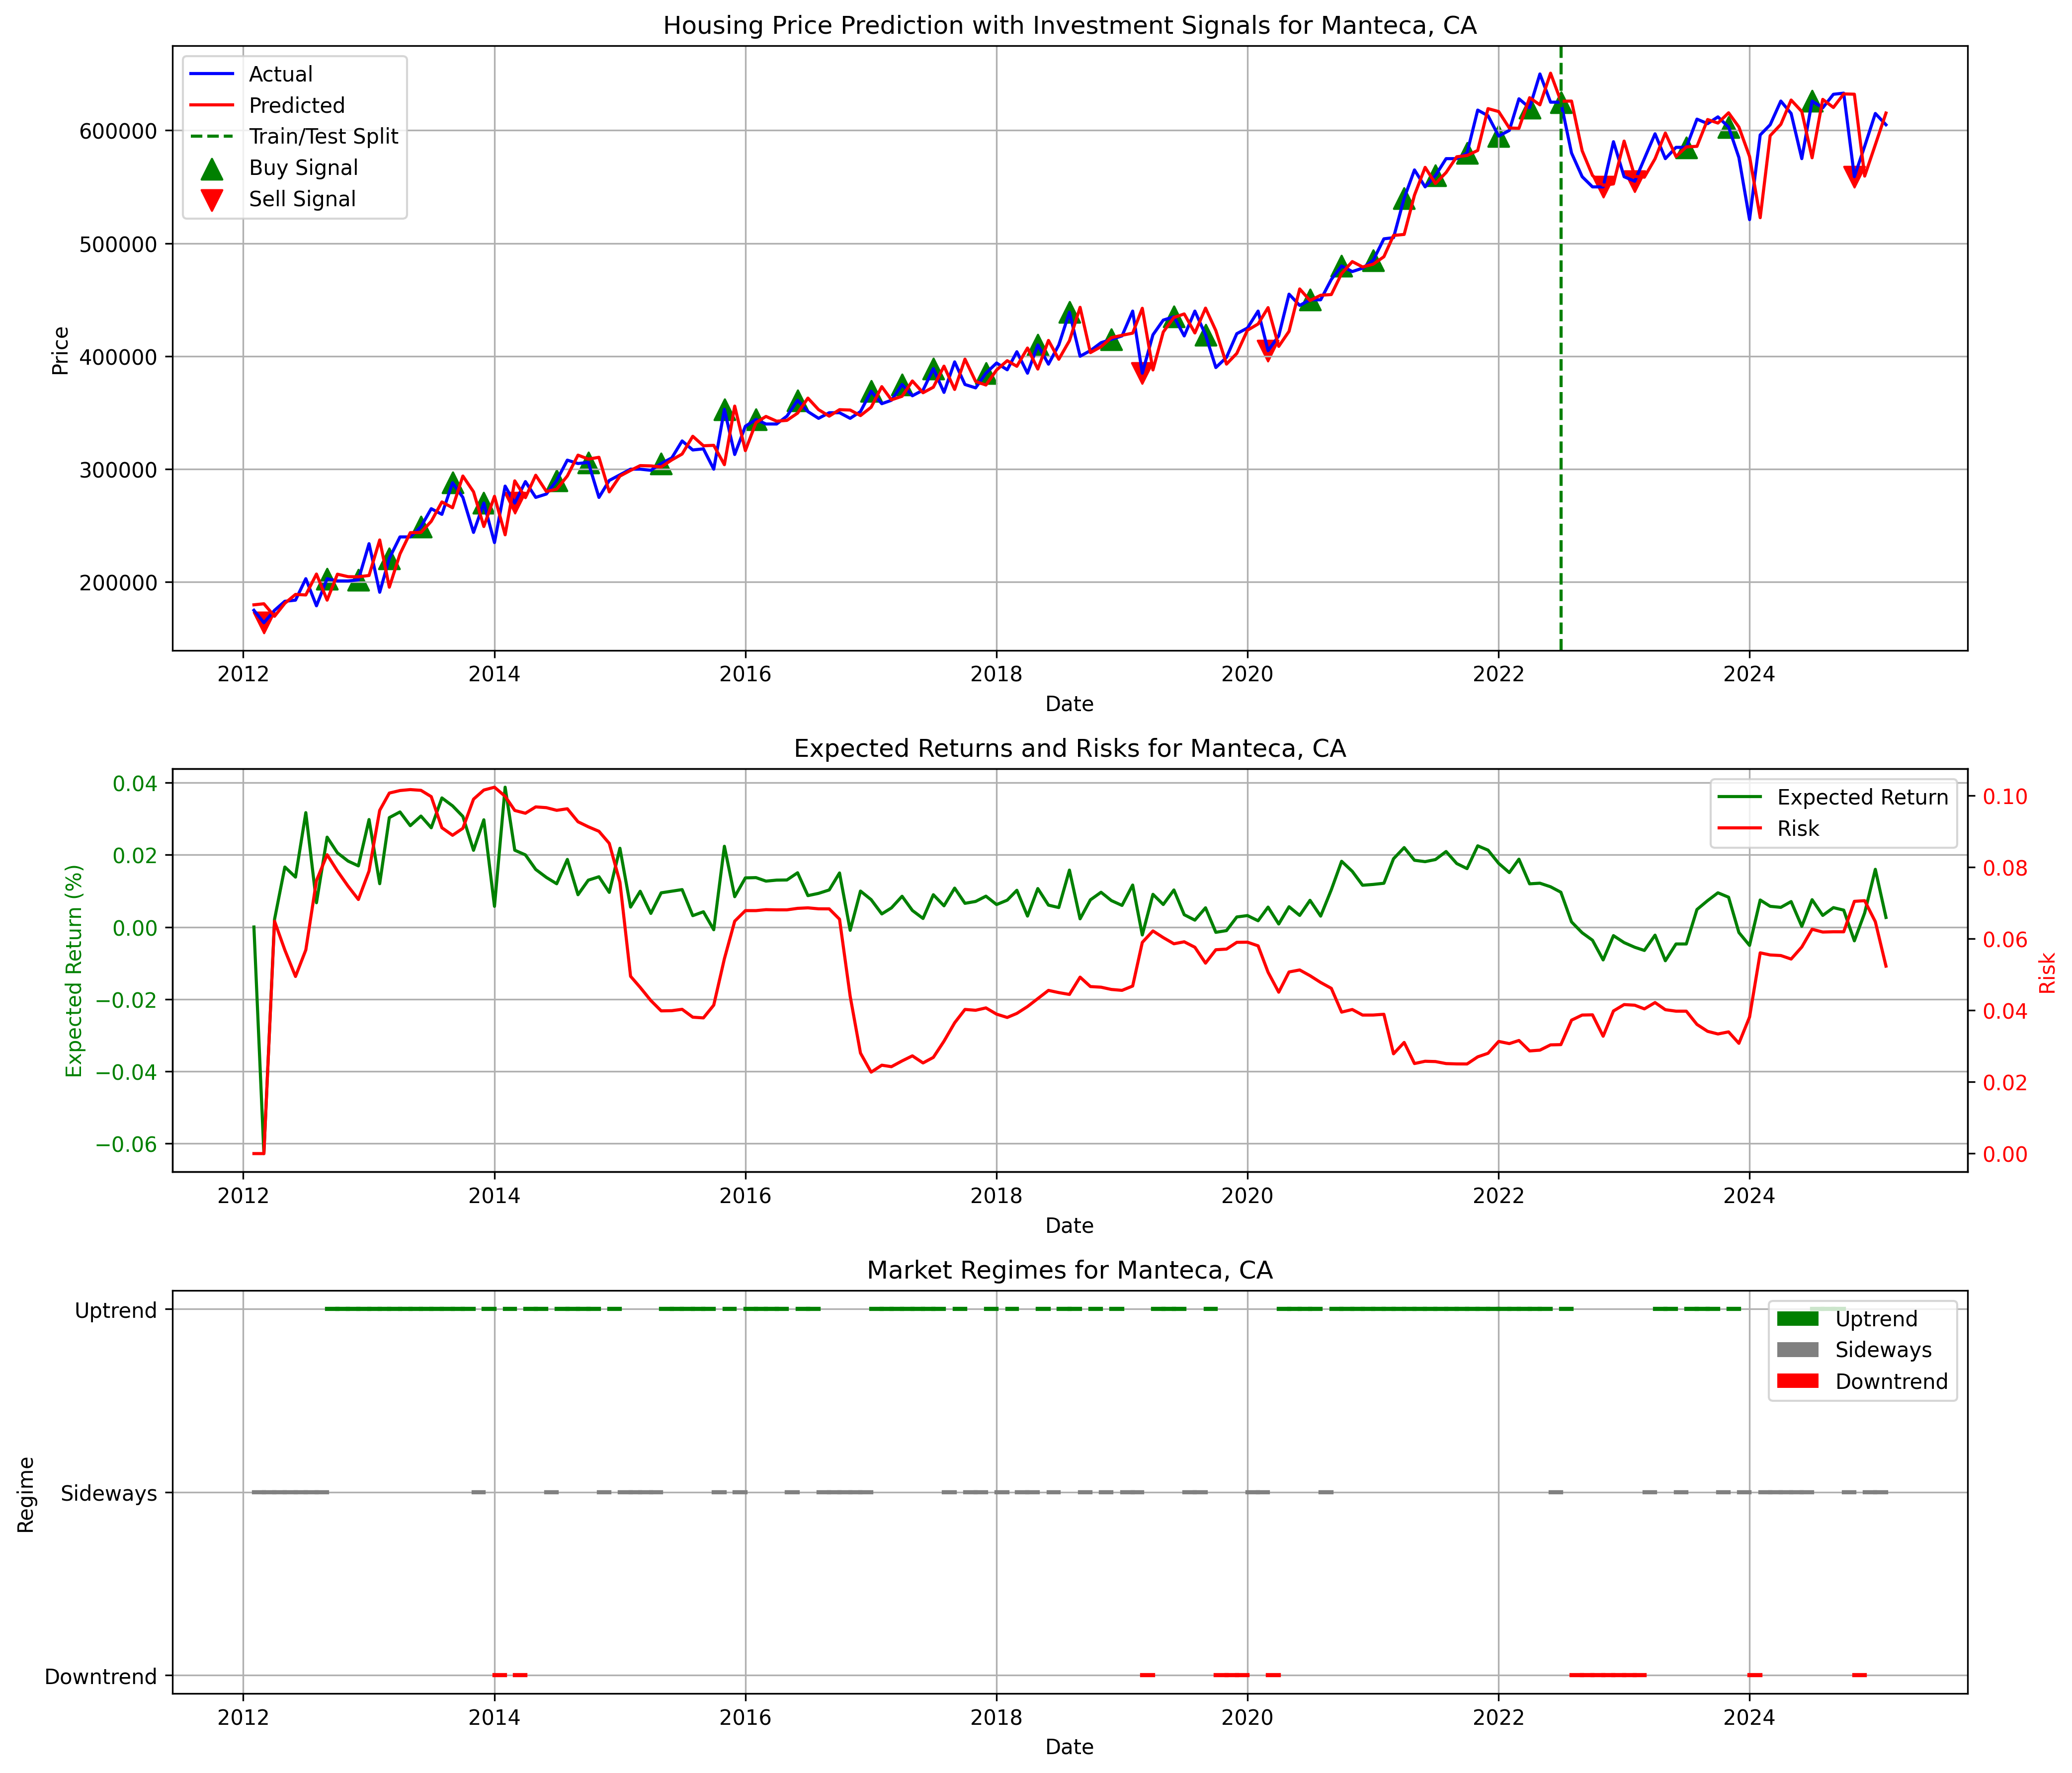 Housing Price Prediction with Investment Signals for Manteca, CA
Actual
Predicted
Train/Test Split
Buy Signal
Sell Signal
600000
500000
400000
300000
200000
Price
2012 2014 2016 2018 2020 2022 2024
Date
Expected Returns and Risks for Manteca, CA
Expected Return
Risk
0.04
0.02
0.00
−0.02
−0.04
−0.06
Expected Return (%)
0.10
0.08
0.06
0.04
0.02
0.00
Risk
2012 2014 2016 2018 2020 2022 2024
Date
Market Regimes for Manteca, CA
Uptrend
Sideways
Downtrend
Uptrend
Sideways
Downtrend
Regime
2012 2014 2016 2018 2020 2022 2024
Date